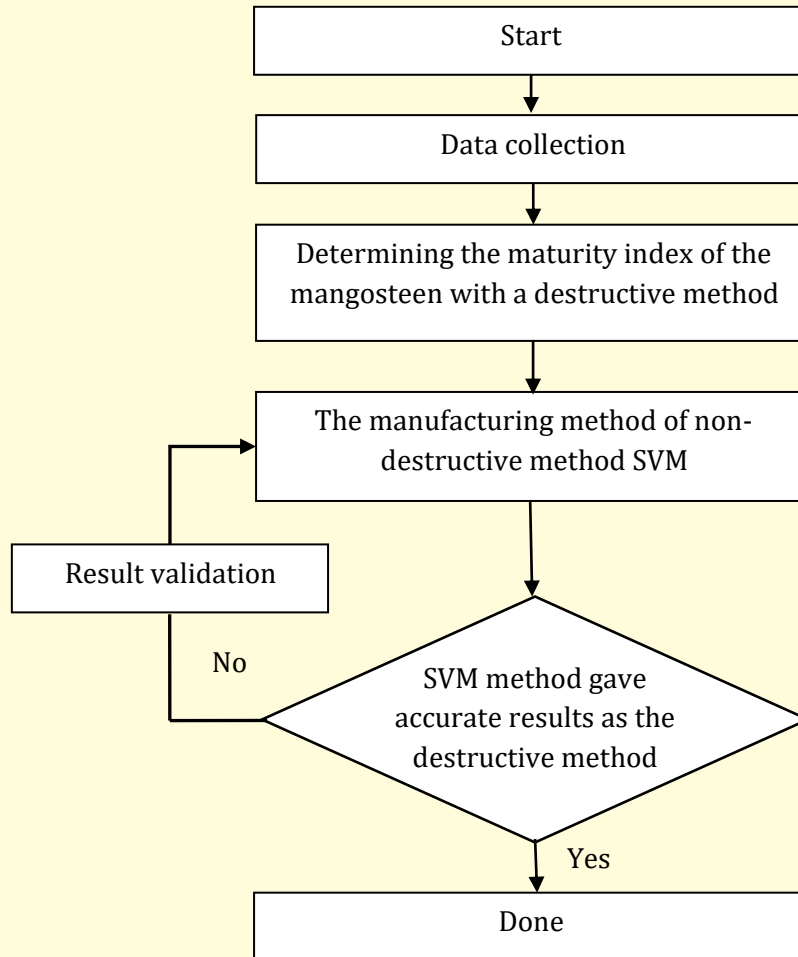 Start
Data collection
Determining the maturity index of the
mangosteen with a destructive method
The manufacturing method of non-
destructive method SVM
Result validation
No
SVM method gave
accurate results as the
destructive method
Yes
Done